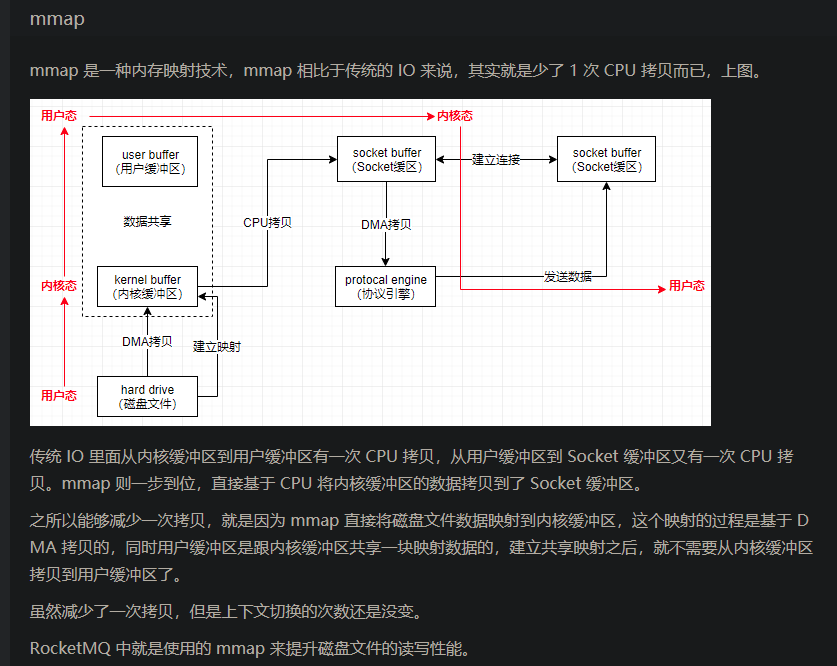 mmap
mmap 是一种内存映射技术，mmap 相比于传统的 IO 来说，其实就是少了 1 次 CPU 拷贝而已，上图。
用户态
内核态
user buffer
（用户缓冲区）
socket buffer
（Socket缓区）
建立连接
socket buffer
（Socket缓区）
数据共享
CPU拷贝
DMA拷贝
内核态
kernel buffer
（内核缓冲区）
protocal engine
（协议引擎）
发送数据
用户态
DMA拷贝
建立映射
用户态
hard drive
（磁盘文件）
传统 IO 里面从内核缓冲区到用户缓冲区有一次 CPU 拷贝，从用户缓冲区到 Socket 缓冲区又有一次 CPU 拷
贝。mmap 则一步到位，直接基于 CPU 将内核缓冲区的数据拷贝到了 Socket 缓冲区。
之所以能够减少一次拷贝，就是因为 mmap 直接将磁盘文件数据映射到内核缓冲区，这个映射的过程是基于 D
MA 拷贝的，同时用户缓冲区是跟内核缓冲区共享一块映射数据的，建立共享映射之后，就不需要从内核缓冲区
拷贝到用户缓冲区了。
虽然减少了一次拷贝，但是上下文切换的次数还是没变。
RocketMQ 中就是使用的 mmap 来提升磁盘文件的读写性能。